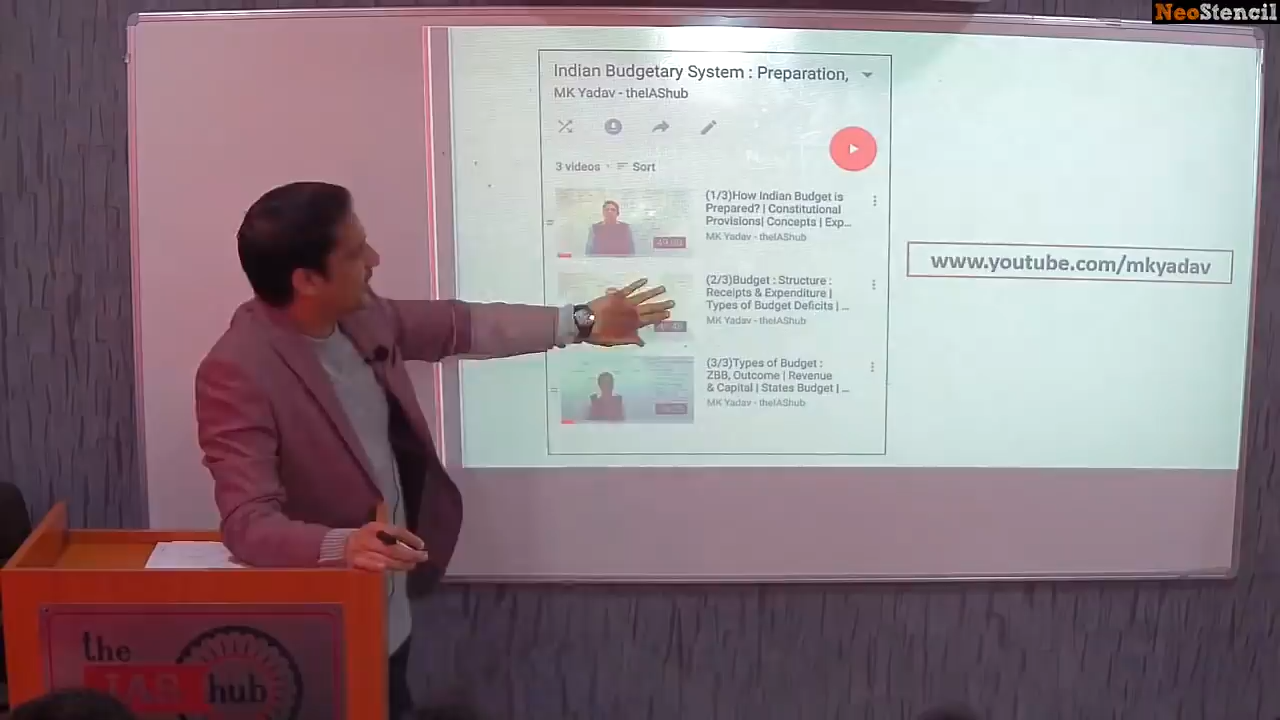 NeoStencil
Indian Budgetary System : Preparation,
MK Yadav - theIAShub
3 videos
Sort
(1/3)How Indian Budget is
Prepared? | Constitutional
Provisions| Concepts | Exp...
MK Yadav - theIAShub
(2/3)Budget : Structure :
Receipts & Expenditure |
Types of Budget Deficits | ...
MK Yadav - theIAShub
(3/3)Types of Budget :
ZBB, Outcome | Revenue
& Capital | States Budget | ...
MK Yadav - theIAShub
www.youtube.com/mkyadav
the
IAS hub